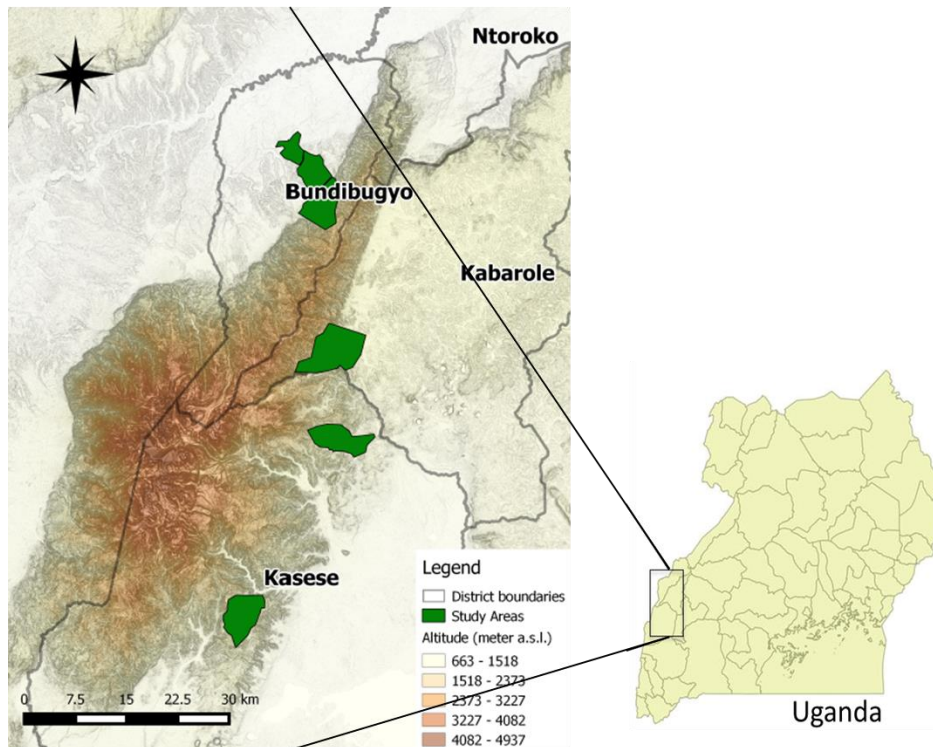 Ntoroko
Bundibugyo
Kabarole
Kasese
Legend
District boundaries
Study Areas
Altitude (meter a.s.l.)
663 - 1518
1518 - 2373
2373 - 3227
3227 - 4082
4082 - 4937
0 7.5 15 22.5 30 km
Uganda